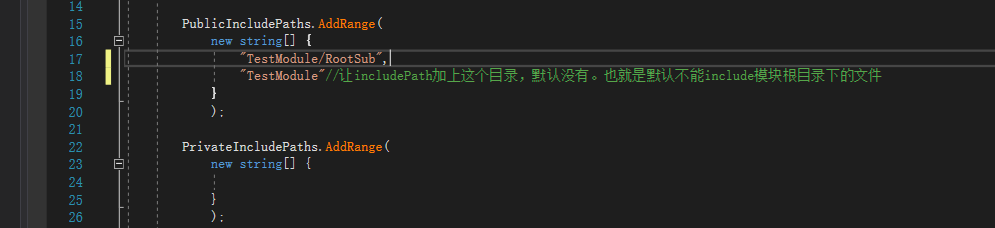 14
15 PublicIncludePaths.AddRange(
16 new string[] {
17 "TestModule/RootSub",
18 "TestModule"//让includePath加上这个目录，默认没有。也就是默认不能include模块根目录下的文件
19 }
20 );
21
22 PrivateIncludePaths.AddRange(
23 new string[] {
24
25 }
26 );